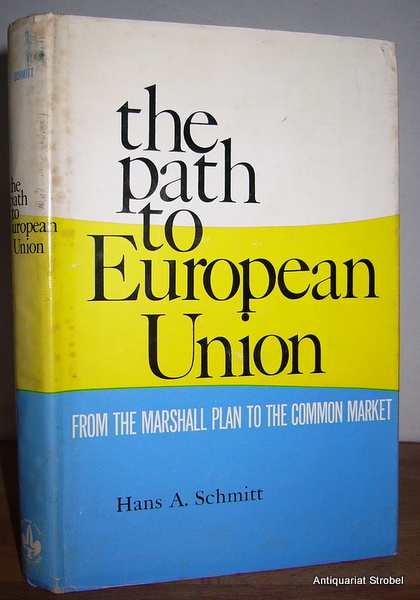 SCHMITT
the
path
to
European
Union
the
path
to
European
Union
FROM THE MARSHALL PLAN TO THE COMMON MARKET
Hans A. Schmitt
Antiquariat Strobel